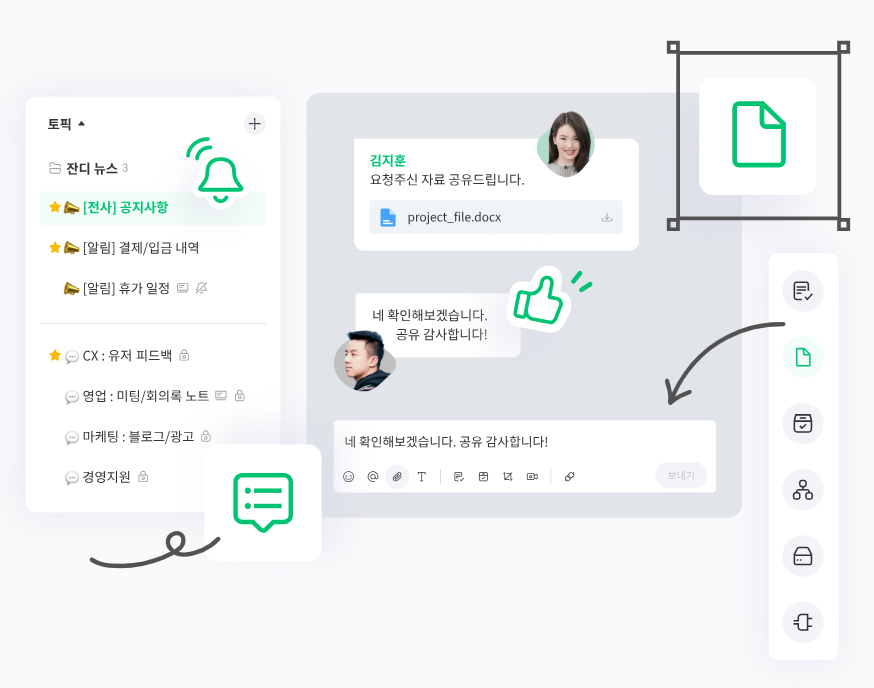 토픽
잔디 뉴스 3
[전사] 공지사항
[알림] 결제/입금 내역
[알림] 휴가 일정
CX : 유저 피드백
영업 : 미팅/회의록 노트
마케팅 : 블로그/광고
경영지원
김지훈
요청주신 자료 공유드립니다.
project_file.docx
네 확인해보겠습니다.
공유 감사합니다!
네 확인해보겠습니다. 공유 감사합니다!
보내기